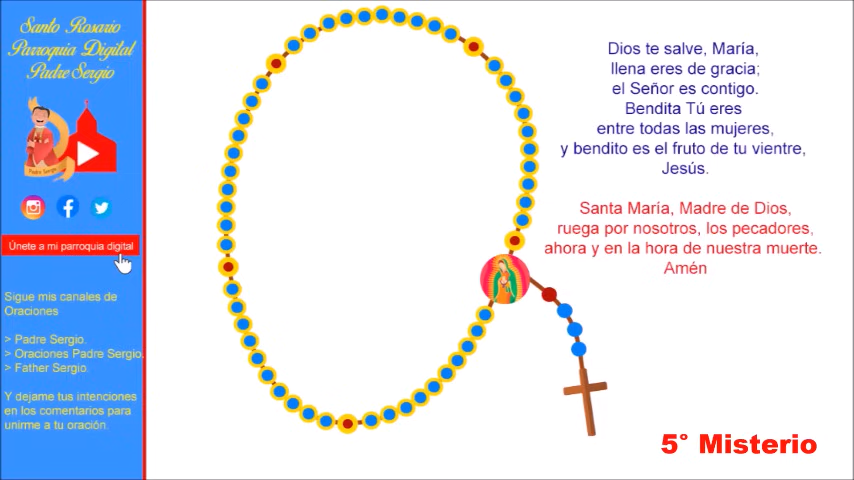 Santo Rosario
Parroquia Digital
Padre Sergio
Padre Sergio
Únete a mi parroquia digital
Sigue mis canales de
Oraciones
> Padre Sergio.
> Oraciones Padre Sergio.
> Father Sergio.
Y dejame tus intenciones
en los comentarios para
unirme a tu oración.
Dios te salve, María,
llena eres de gracia;
el Señor es contigo.
Bendita Tú eres
entre todas las mujeres,
y bendito es el fruto de tu vientre,
Jesús.
Santa María, Madre de Dios,
ruega por nosotros, los pecadores,
ahora y en la hora de nuestra muerte.
Amén
5° Misterio